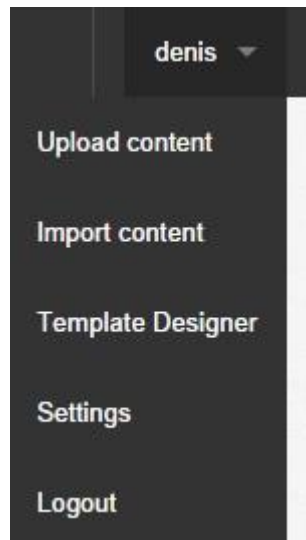 denis
Upload content
Import content
Template Designer
Settings
Logout